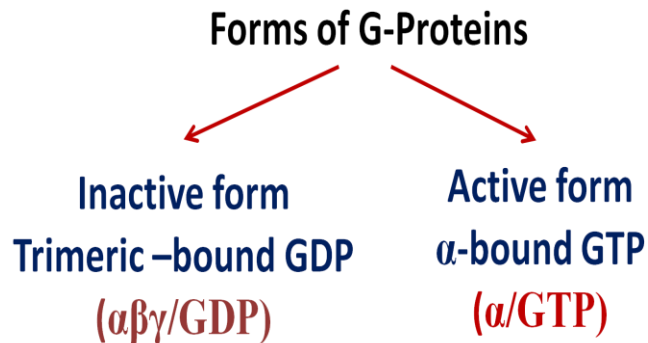 Forms of G-Proteins
Inactive form
Trimeric –bound GDP
(αβγ/GDP)
Active form
α-bound GTP
(α/GTP)